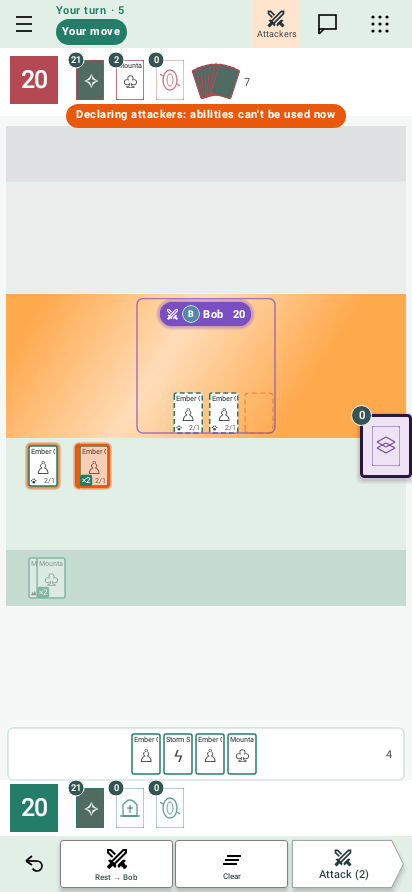 Your turn · 5
Your move
Attackers
20
21
2
Mounta
0
7
Declaring attackers: abilities can't be used now
B Bob 20
Ember
2/1
Ember
2/1
0
Ember
2/1
Ember
×2 2/1
M Mounta
×2
Ember
Storm S
Ember
Mounta
4
20
21
0
0
Rest → Bob
Clear
Attack (2)